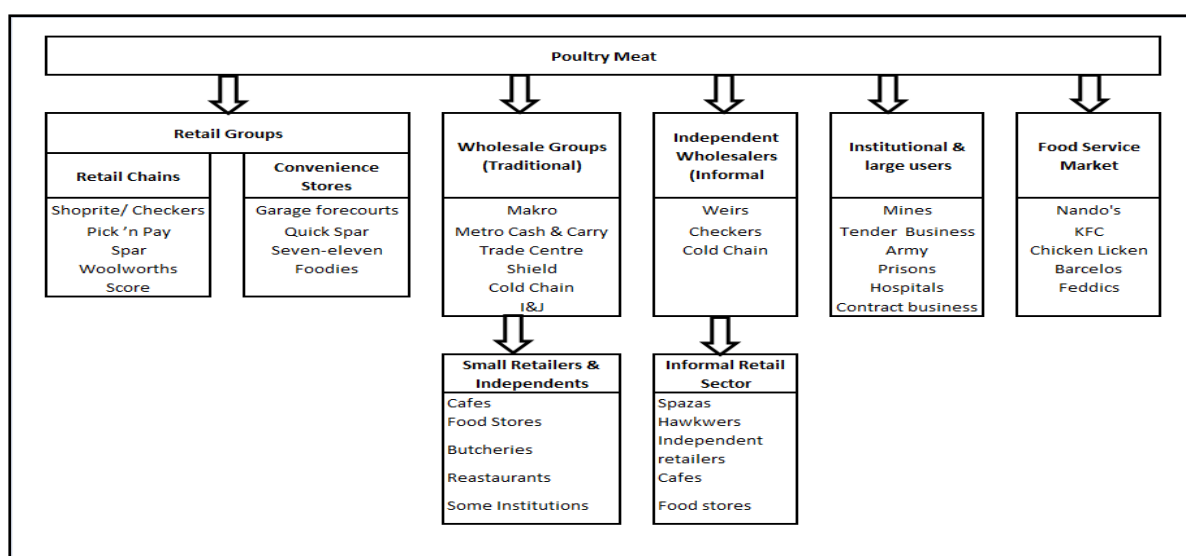 Poultry Meat
Retail Groups
Retail Chains
Shoprite/ Checkers
Pick 'n Pay
Spar
Woolworths
Score
Convenience
Stores
Garage forecourts
Quick Spar
Seven-eleven
Foodies
Wholesale Groups
(Traditional)
Makro
Metro Cash & Carry
Trade Centre
Shield
Cold Chain
I&J
Independent
Wholesalers
(Informal
Weirs
Checkers
Cold Chain
Institutional &
large users
Mines
Tender Business
Army
Prisons
Hospitals
Contract business
Food Service
Market
Nando's
KFC
Chicken Licken
Barcelos
Feddics
Small Retailers &
Independents
Cafes
Food Stores
Butcheries
Reastaurants
Some Institutions
Informal Retail
Sector
Spazas
Hawkwers
Independent
retailers
Cafes
Food stores